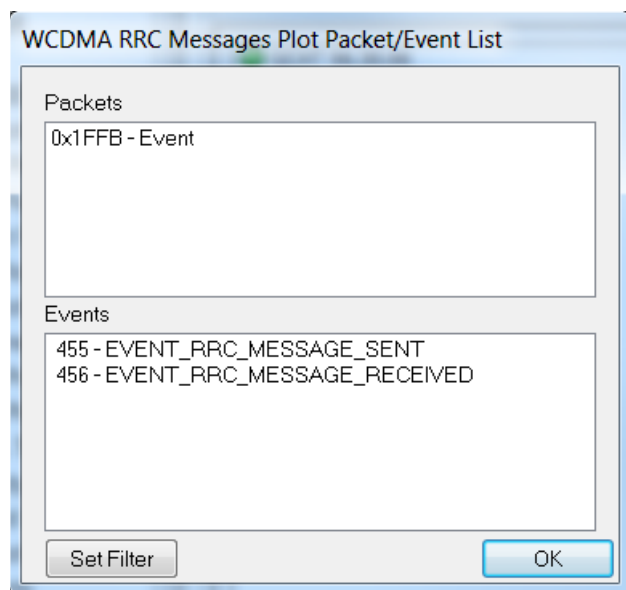 WCDMA RRC Messages Plot Packet/Event List
Packets
0x1FFB - Event
Events
455 - EVENT_RRC_MESSAGE_SENT
456 - EVENT_RRC_MESSAGE_RECEIVED
Set Filter
OK